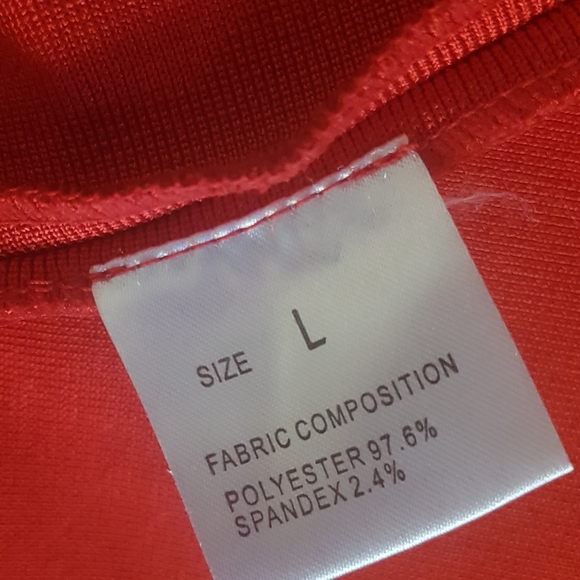 SIZE L
FABRIC COMPOSITION
POLYESTER 97.6%
SPANDEX 2.4%